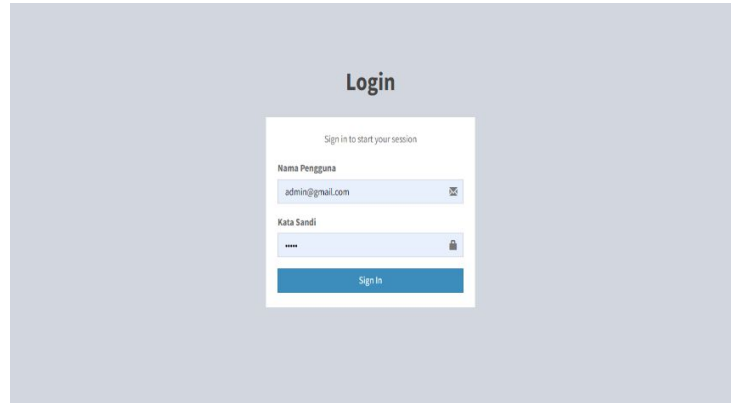 Login
Sign in to start your session
Nama Pengguna
admin@gmail.com
Kata Sandi
•••••
Sign In